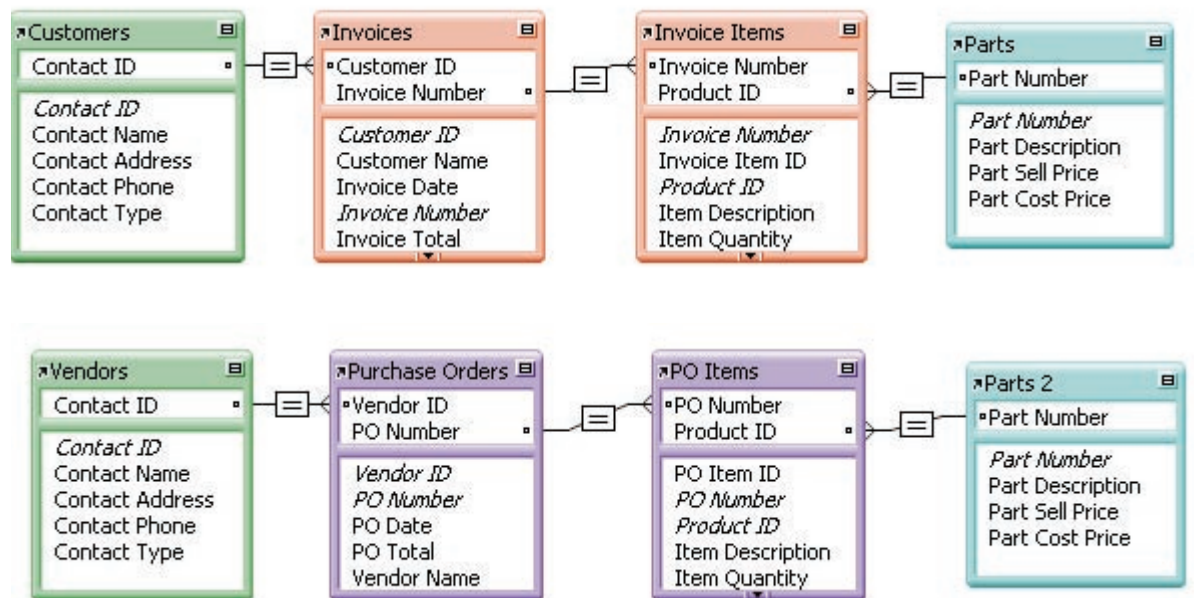 Customers
Contact ID
Contact ID
Contact Name
Contact Address
Contact Phone
Contact Type
Invoices
Customer ID
Invoice Number
Customer ID
Customer Name
Invoice Date
Invoice Number
Invoice Total
Invoice Items
Invoice Number
Product ID
Invoice Number
Invoice Item ID
Product ID
Item Description
Item Quantity
Parts
Part Number
Part Number
Part Description
Part Sell Price
Part Cost Price
Vendors
Contact ID
Contact ID
Contact Name
Contact Address
Contact Phone
Contact Type
Purchase Orders
Vendor ID
PO Number
Vendor ID
PO Number
PO Date
PO Total
Vendor Name
PO Items
PO Number
Product ID
PO Item ID
PO Number
Product ID
Item Description
Item Quantity
Parts 2
Part Number
Part Number
Part Description
Part Sell Price
Part Cost Price